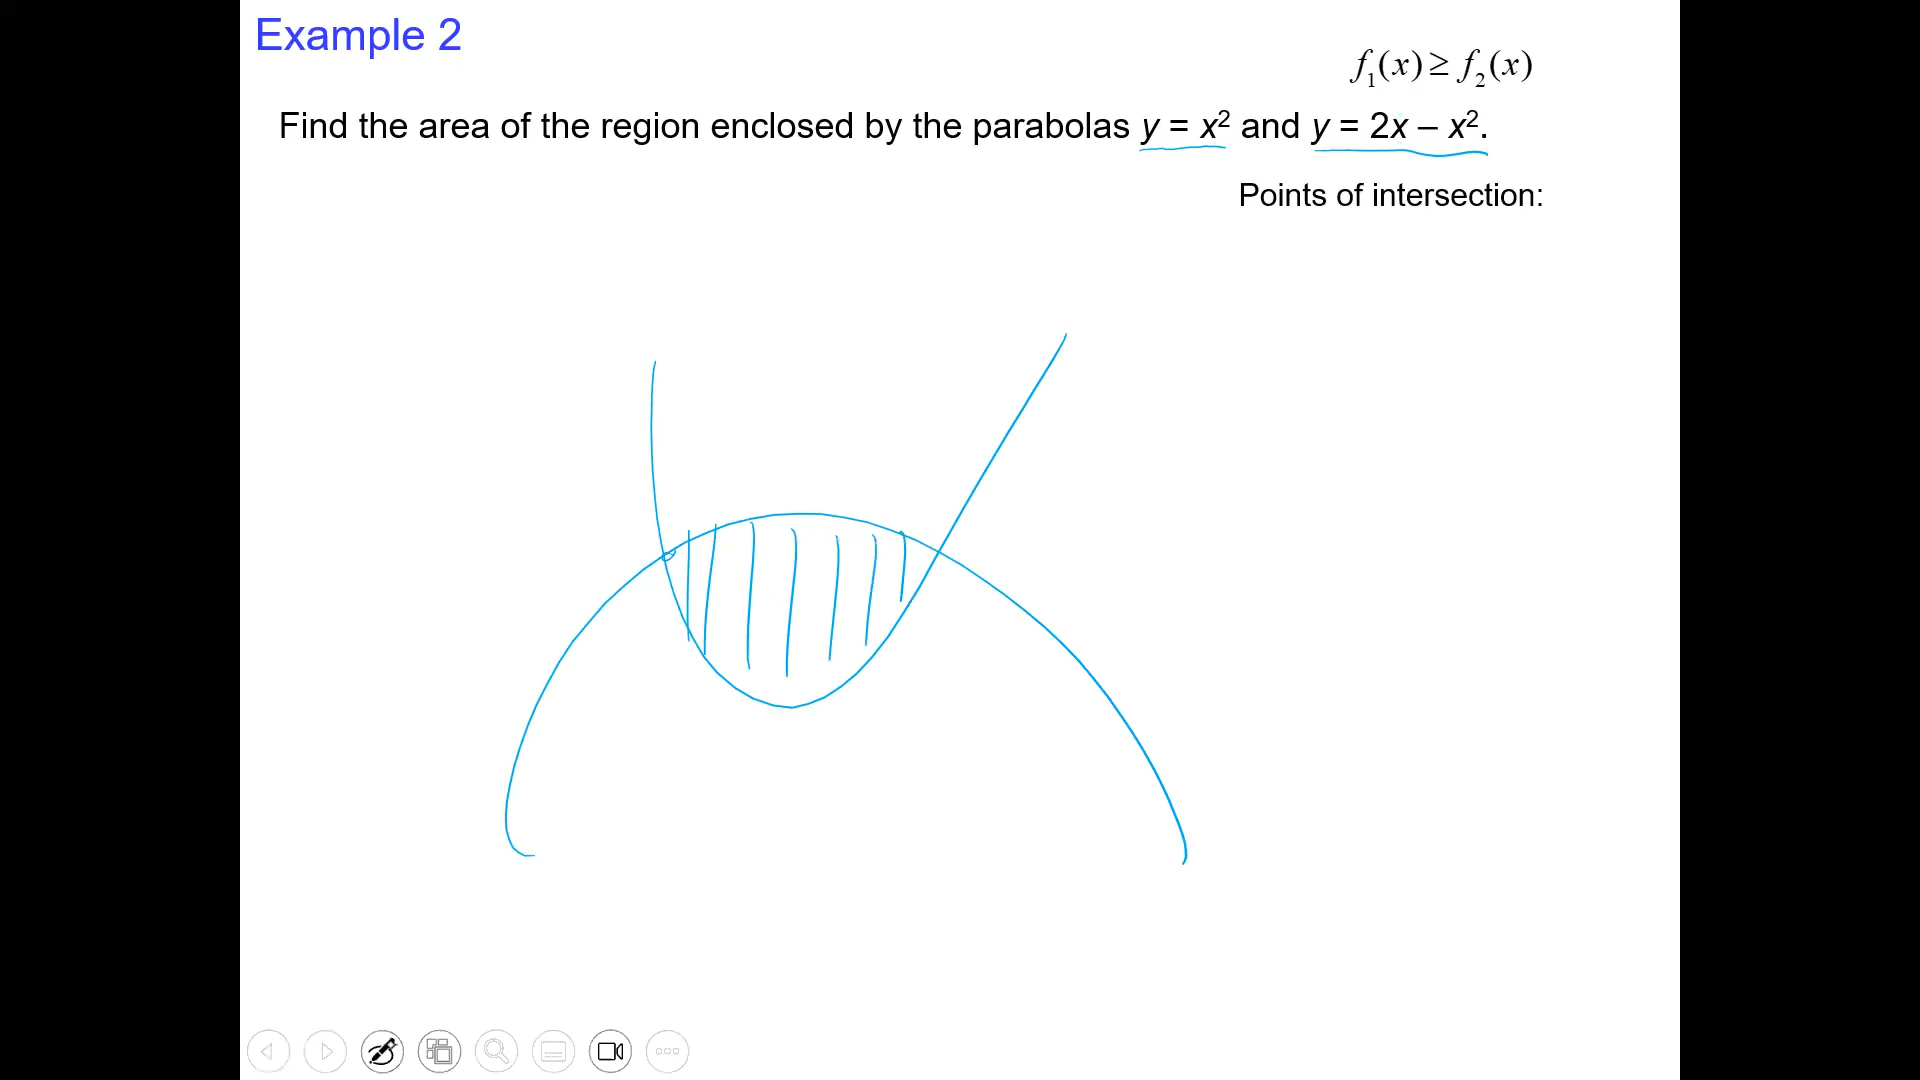 Example 2
f₁(x) ≥ f₂(x)
Find the area of the region enclosed by the parabolas y = x² and y = 2x – x².
Points of intersection: